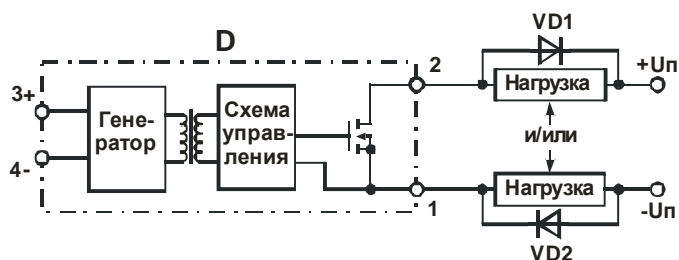 D
VD1
2
+Uп
3+
Гене-
ратор
Схема
управ-
ления
Нагрузка
и/или
4-
Нагрузка
1
-Uп
VD2